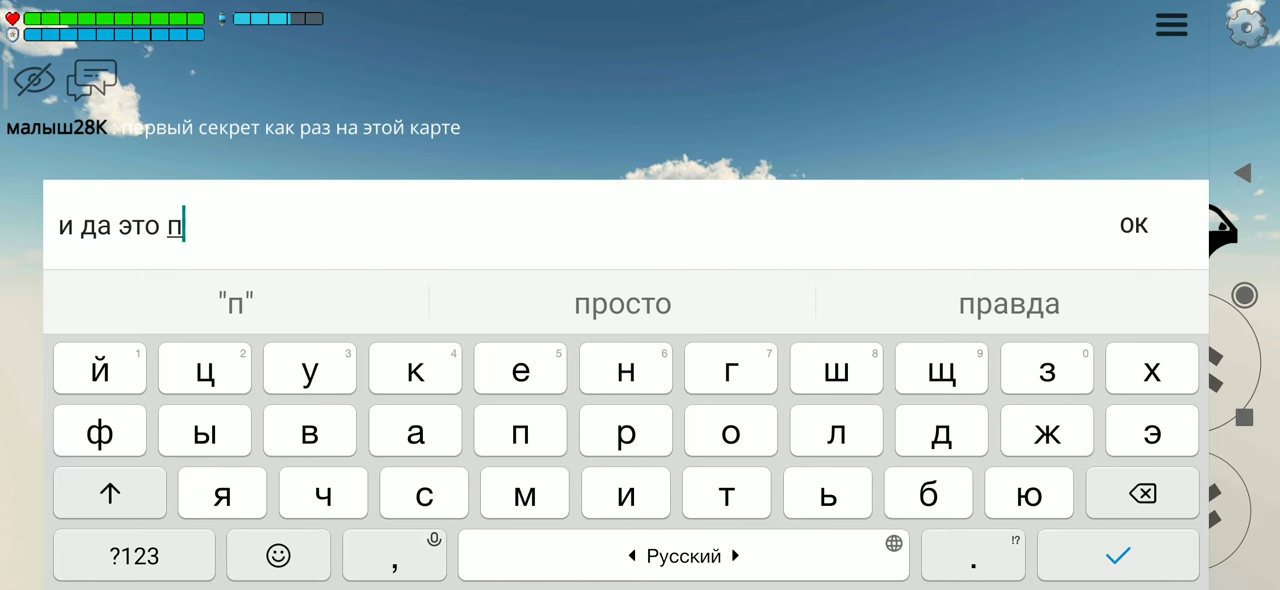 малыш28К : первый секрет как раз на этой карте
и да это п
ОК
"п" просто правда
й 1 ц 2 у 3 к 4 е 5 н 6 г 7 ш 8 щ 9 з 0 х
ф ы в а п р о л д ж э
я ч с м и т ь б ю
?123 , Русский . !?